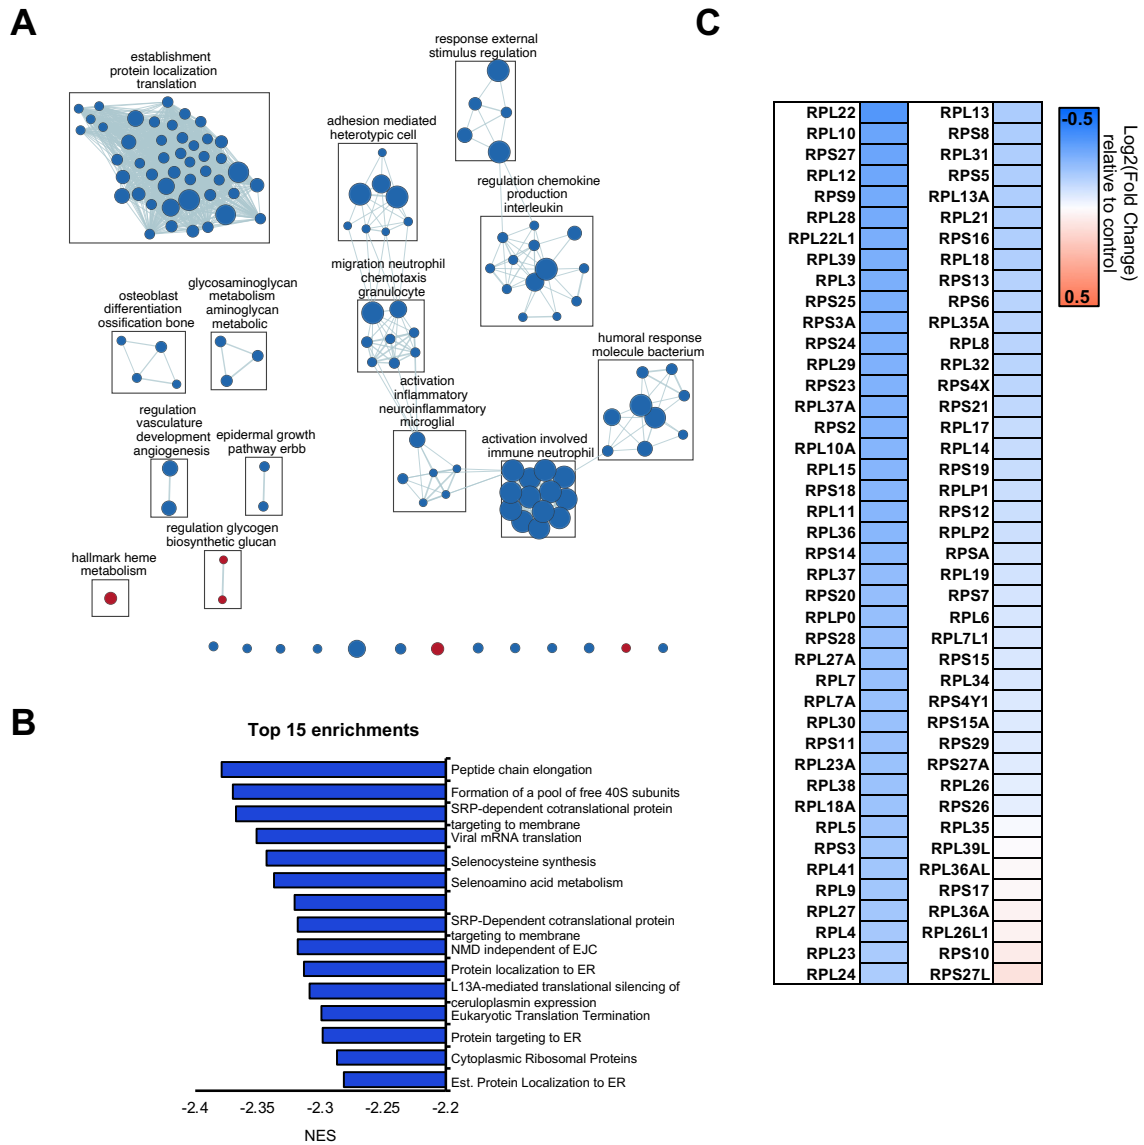 A
establishment
protein localization
translation
response external
stimulus regulation
adhesion mediated
heterotypic cell
regulation chemokine
production
interleukin
migration neutrophil
chemotaxis
granulocyte
glycosaminoglycan
metabolism
aminoglycan
metabolic
osteoblast
differentiation
ossification bone
humoral response
molecule bacterium
activation
inflammatory
neuroinflammatory
microglial
regulation
vasculature
development
angiogenesis
epidermal growth
pathway erbb
activation involved
immune neutrophil
regulation glycogen
biosynthetic glucan
hallmark heme
metabolism
B
Top 15 enrichments
Peptide chain elongation
Formation of a pool of free 40S subunits
SRP-dependent cotranslational protein
targeting to membrane
Viral mRNA translation
Selenocysteine synthesis
Selenoamino acid metabolism
SRP-Dependent cotranslational protein
targeting to membrane
NMD independent of EJC
Protein localization to ER
L13A-mediated translational silencing of
ceruloplasmin expression
Eukaryotic Translation Termination
Protein targeting to ER
Cytoplasmic Ribosomal Proteins
Est. Protein Localization to ER
-2.4 -2.35 -2.3 -2.25 -2.2
NES
C
RPL22 RPL13
RPL10 RPS8
RPS27 RPL31
RPL12 RPS5
RPS9 RPL13A
RPL28 RPL21
RPL22L1 RPS16
RPL39 RPL18
RPL3 RPS13
RPS25 RPS6
RPS3A RPL35A
RPS24 RPL8
RPL29 RPL32
RPS23 RPS4X
RPL37A RPS21
RPS2 RPL17
RPL10A RPL14
RPL15 RPS19
RPS18 RPLP1
RPL11 RPS12
RPL36 RPLP2
RPS14 RPSA
RPL37 RPL19
RPS20 RPS7
RPLP0 RPL6
RPS28 RPL7L1
RPL27A RPS15
RPL7 RPL34
RPL7A RPS4Y1
RPL30 RPS15A
RPS11 RPS29
RPL23A RPS27A
RPL38 RPL26
RPL18A RPS26
RPL5 RPL35
RPS3 RPL39L
RPL41 RPL36AL
RPL9 RPS17
RPL27 RPL36A
RPL4 RPL26L1
RPL23 RPS10
RPL24 RPS27L
-0.5
0.5
Log2(Fold Change)
relative to control